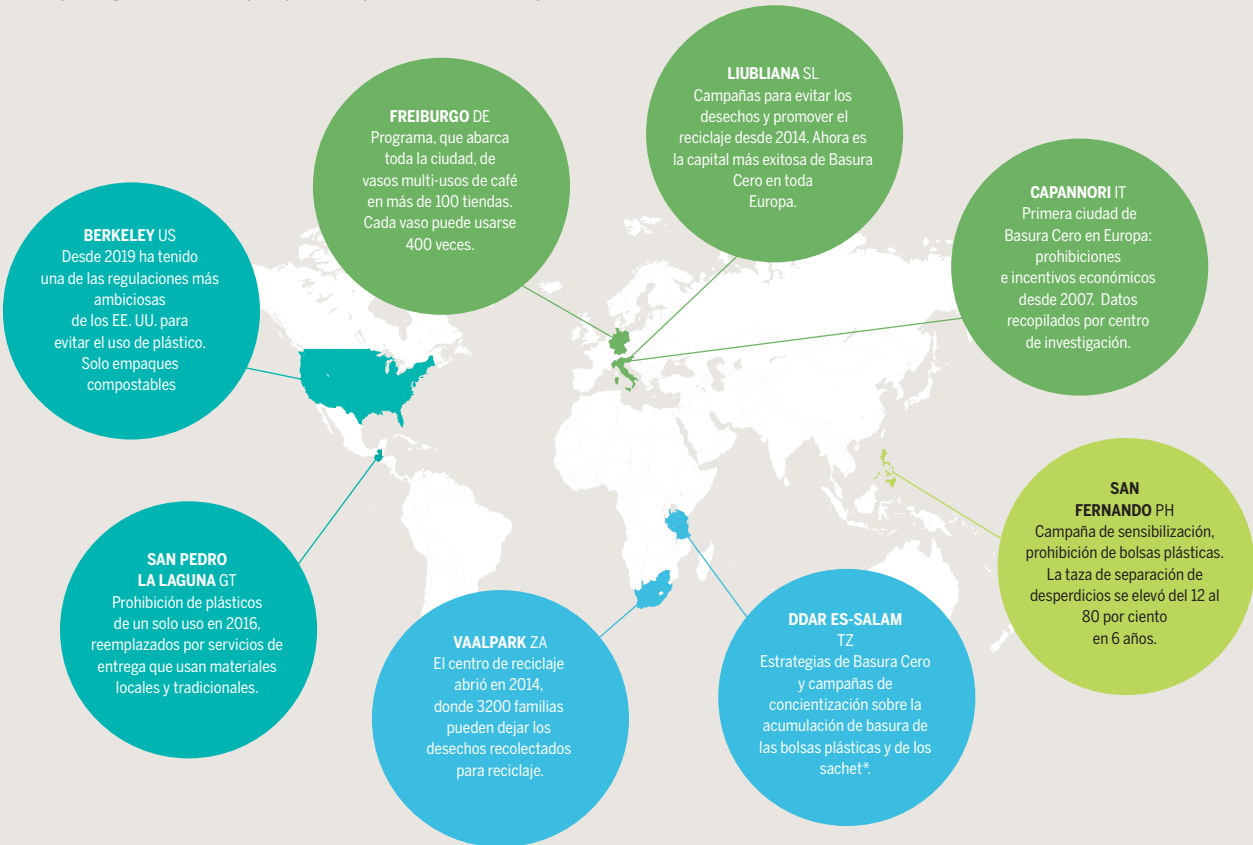 FREIBURGO DE
Programa, que abarca
toda la ciudad, de
vasos multi-usos de café
en más de 100 tiendas.
Cada vaso puede usarse
400 veces.
LIUBLIANA SL
Campañas para evitar los
desechos y promover el
reciclaje desde 2014. Ahora es
la capital más exitosa de Basura
Cero en toda
Europa.
CAPANNORI IT
Primera ciudad de
Basura Cero en Europa:
prohibiciones
e incentivos económicos
desde 2007. Datos
recopilados por centro
de investigación.
BERKELEY US
Desde 2019 ha tenido
una de las regulaciones más
ambiciosas
de los EE. UU. para
evitar el uso de plástico.
Solo empaques
compostables
SAN
FERNANDO PH
Campaña de sensibilización,
prohibición de bolsas plásticas.
La taza de separación de
desperdicios se elevó del 12 al
80 por ciento
en 6 años.
SAN PEDRO
LA LAGUNA GT
Prohibición de plásticos
de un solo uso en 2016,
reemplazados por servicios de
entrega que usan materiales
locales y tradicionales.
VAALPARK ZA
El centro de reciclaje
abrió en 2014,
donde 3200 familias
pueden dejar los
desechos recolectados
para reciclaje.
DDAR ES-SALAM
TZ
Estrategias de Basura Cero
y campañas de
concientización sobre la
acumulación de basura de
las bolsas plásticas y de los
sachet*.